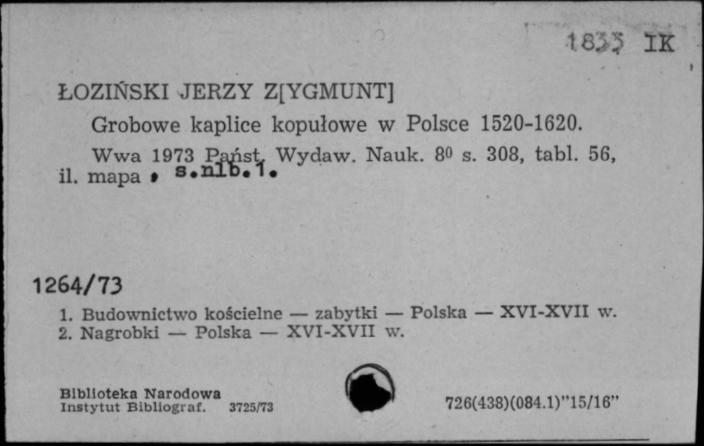 1833 IK
ŁOZIŃSKI JERZY Z[YGMUNT]
Grobowe kaplice kopułowe w Polsce 1520-1620.
Wwa 1973 Państ. Wydaw. Nauk. 8⁰ s. 308, tabl. 56,
il. mapa , s.nlb.1.
1264/73
1. Budownictwo kościelne — zabytki — Polska — XVI-XVII w.
2. Nagrobki — Polska — XVI-XVII w.
Biblioteka Narodowa
Instytut Bibliograf. 3725/73
726(438)(084.1)"15/16"